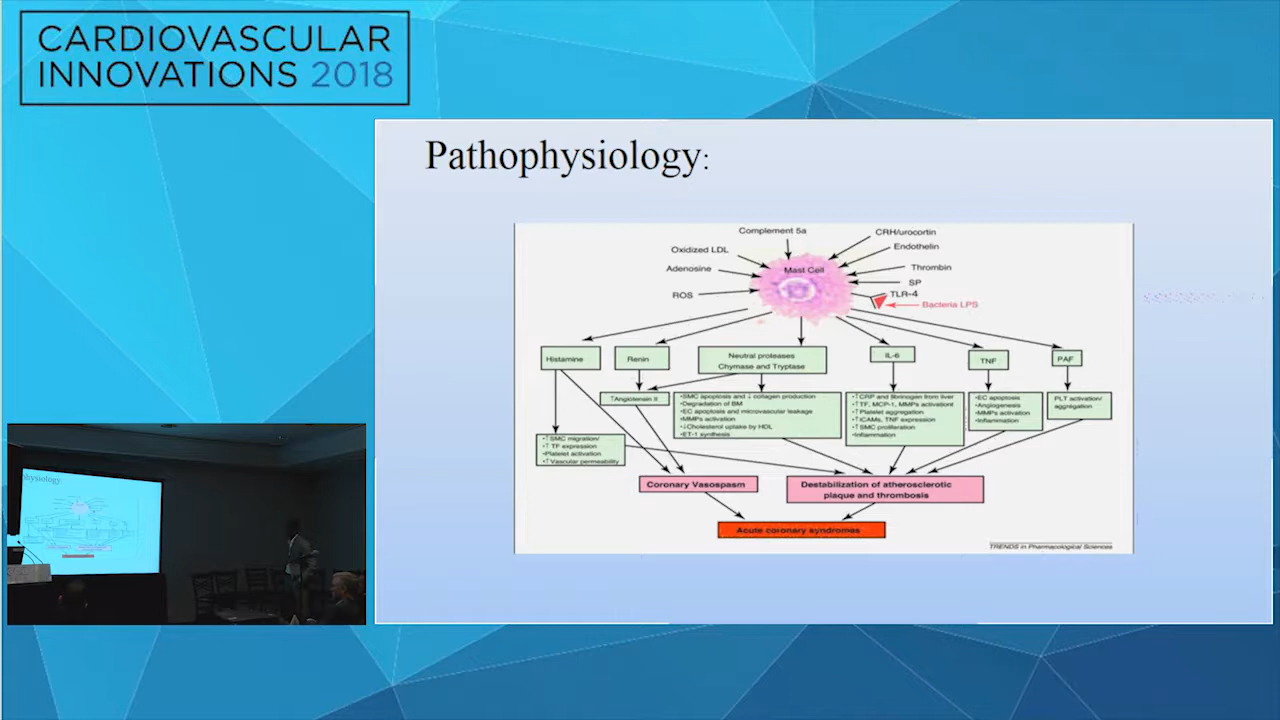 CARDIOVASCULAR
INNOVATIONS 2018
Pathophysiology:
Complement 5a
CRH/urocortin
Oxidized LDL
Endothelin
Adenosine
Mast Cell
Thrombin
SP
ROS
TLR-4
Bacteria LPS
Histamine
Renin
Neutral proteases
Chymase and Tryptase
IL-6
TNF
PAF
↑Angiotensin II
•SMC apoptosis and ↓ collagen production
•Degradation of BM
•EC apoptosis and microvascular leakage
•MMPs activation
•↓Cholesterol uptake by HDL
•ET-1 synthesis
•↑CRP and fibrinogen from liver
•↑TF, MCP-1, MMPs activationt
•↑Platelet aggregation
•↑ICAMs, TNF expression
•↑SMC proliferation
•Inflammation
•EC apoptosis
•Angiogenesis
•MMPs activation
•Inflammation
PLT activation/
aggregation
•↑SMC migration/
•↑ TF expression
•Platelet activation
•↑Vascular permeability
Coronary Vasospasm
Destabilization of atherosclerotic
plaque and thrombosis
Acute coronary syndromes
TRENDS in Pharmacological Sciences
physiology: